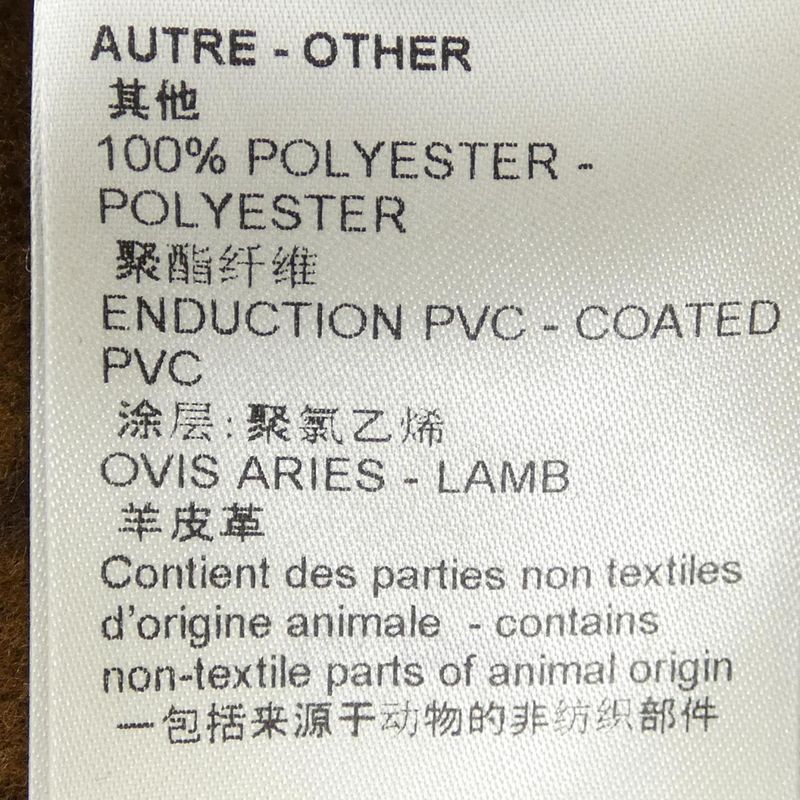 AUTRE - OTHER
其他
100% POLYESTER -
POLYESTER
聚酯纤维
ENDUCTION PVC - COATED
PVC
涂层:聚氯乙烯
OVIS ARIES - LAMB
羊皮革
Contient des parties non textiles
d'origine animale - contains
non-textile parts of animal origin
一包括来源于动物的非纺织部件